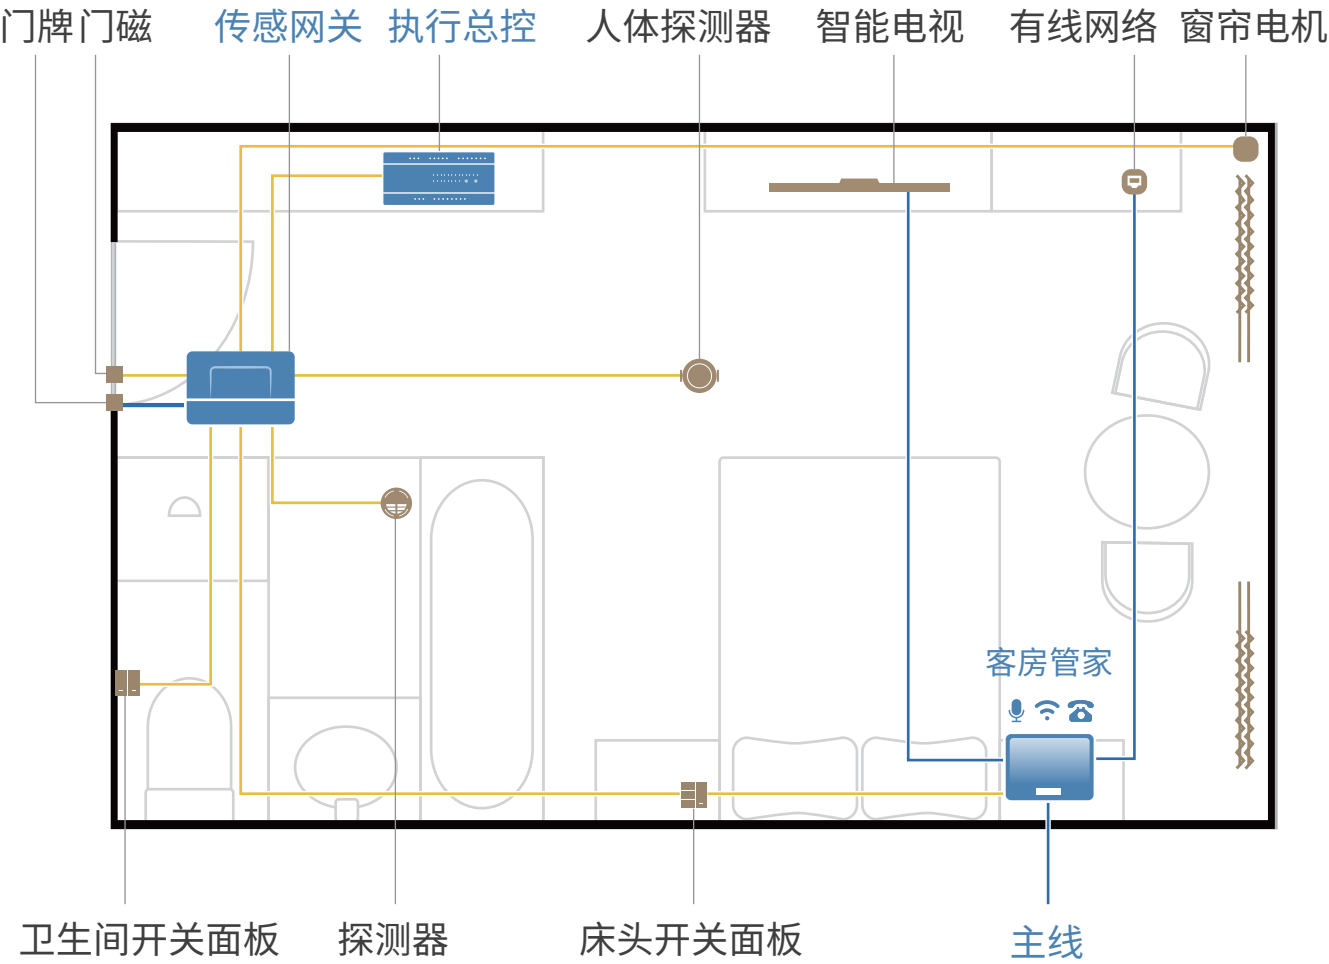 门牌 门磁 传感网关 执行总控 人体探测器 智能电视 有线网络 窗帘电机
客房管家
卫生间开关面板 探测器 床头开关面板 主线